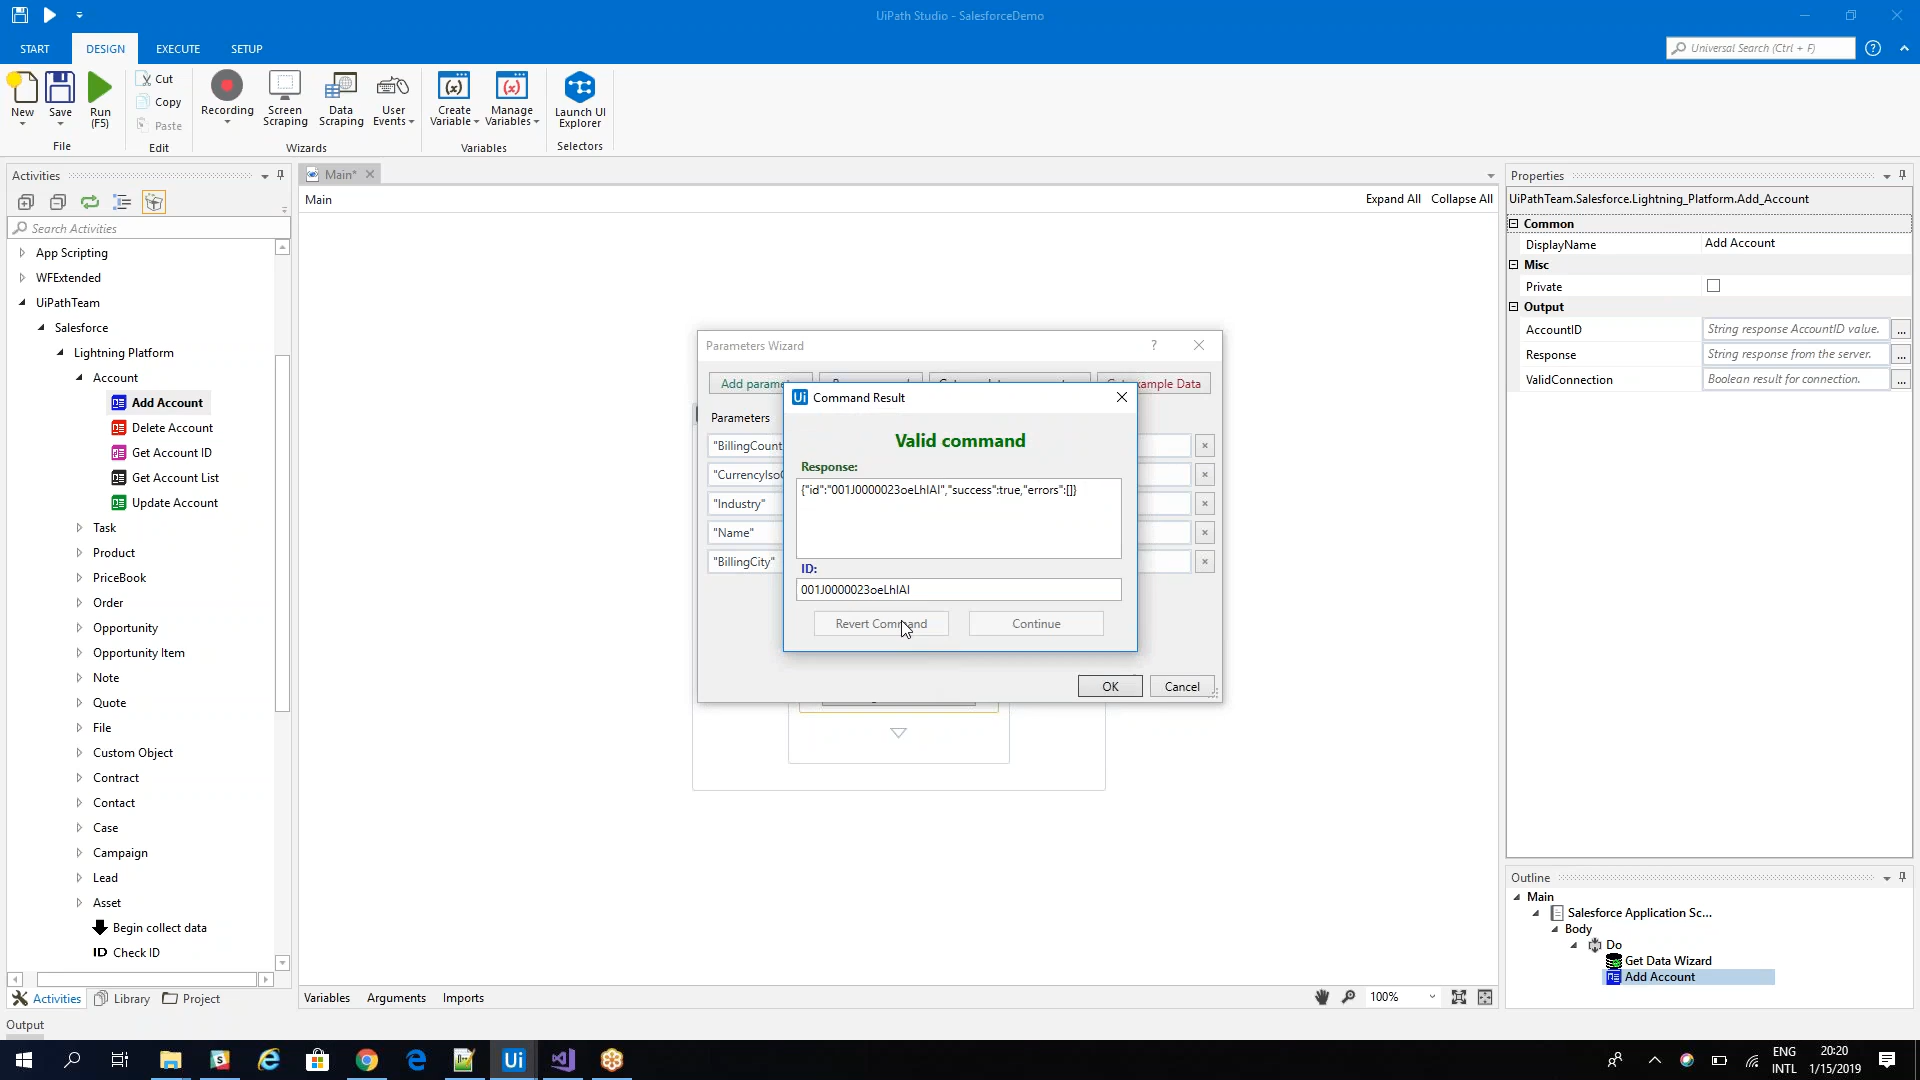 UiPath Studio - SalesforceDemo
START
DESIGN
EXECUTE
SETUP
Universal Search (Ctrl + F)
New
Save
Run
(F5)
Cut
Copy
Paste
Recording
Screen
Scraping
Data
Scraping
User
Events
Create
Variable
Manage
Variables
Launch UI
Explorer
File
Edit
Wizards
Variables
Selectors
Activities
Search Activities
App Scripting
WFExtended
UiPathTeam
Salesforce
Lightning Platform
Account
Add Account
Delete Account
Get Account ID
Get Account List
Update Account
Task
Product
PriceBook
Order
Opportunity
Opportunity Item
Note
Quote
File
Custom Object
Contract
Contact
Case
Campaign
Lead
Asset
Begin collect data
ID Check ID
Activities
Library
Project
Output
Main*
Main
Expand All
Collapse All
Parameters Wizard
Add parame
ample Data
Parameters
"BillingCount
"CurrencyIso
"Industry"
"Name"
"BillingCity"
OK
Cancel
Ui Command Result
Valid command
Response:
{"id":"001J0000023oeLhIAI","success":true,"errors":[]}
ID:
001J0000023oeLhIAI
Revert Command
Continue
Variables
Arguments
Imports
100%
Properties
UiPathTeam.Salesforce.Lightning_Platform.Add_Account
Common
DisplayName
Add Account
Misc
Private
Output
AccountID
String response AccountID value.
...
Response
String response from the server.
...
ValidConnection
Boolean result for connection.
...
Outline
Main
Salesforce Application Sc...
Body
Do
Get Data Wizard
Add Account
Ui
ENG
INTL
20:20
1/15/2019